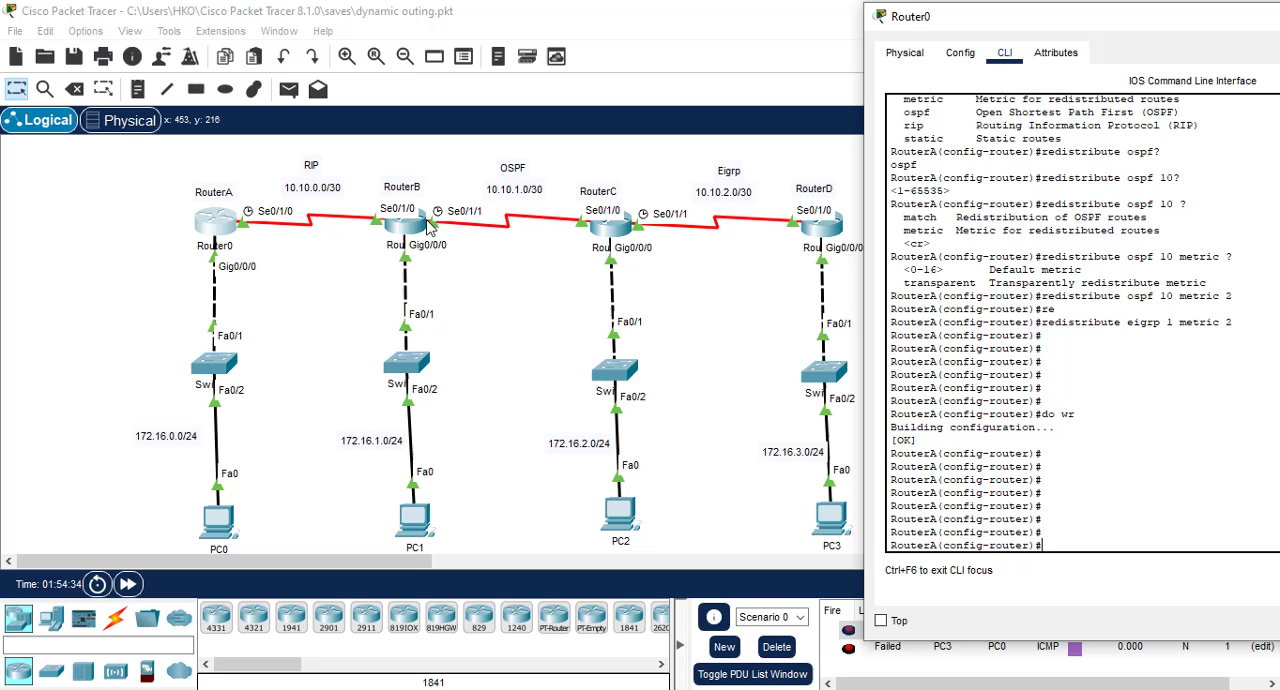 Cisco Packet Tracer - C:\Users\HKO\Cisco Packet Tracer 8.1.0\saves\dynamic outing.pkt
File Edit Options View Tools Extensions Window Help
Logical Physical x: 453, y: 216
RIP
OSPF
Eigrp
10.10.0.0/30
10.10.1.0/30
10.10.2.0/30
RouterA
RouterB
RouterC
RouterD
Se0/1/0
Se0/1/0
Se0/1/1
Se0/1/0
Se0/1/1
Se0/1/0
Router0
Rou Gig0/0/0
Rou Gig0/0/0
Rou Gig0/0/0
Gig0/0/0
Fa0/1
Fa0/1
Fa0/1
Fa0/1
Swi Fa0/2
Swi Fa0/2
Swi Fa0/2
Swi Fa0/2
172.16.0.0/24
172.16.1.0/24
172.16.2.0/24
172.16.3.0/24
Fa0
Fa0
Fa0
Fa0
PC0
PC1
PC2
PC3
Time: 01:54:34
4331 4321 1941 2901 2911 819IOX 819HGW 829 1240 PT-Router PT-Empty 1841 2620
1841
Scenario 0
New Delete
Toggle PDU List Window
Fire L
Failed PC3 PC0 ICMP 0.000 N 1 (edit)
Router0
Physical Config CLI Attributes
IOS Command Line Interface
metric Metric for redistributed routes
ospf Open Shortest Path First (OSPF)
rip Routing Information Protocol (RIP)
static Static routes
RouterA(config-router)#redistribute ospf?
ospf
RouterA(config-router)#redistribute ospf 10?
<1-65535>
RouterA(config-router)#redistribute ospf 10 ?
match Redistribution of OSPF routes
metric Metric for redistributed routes
<cr>
RouterA(config-router)#redistribute ospf 10 metric ?
<0-16> Default metric
transparent Transparently redistribute metric
RouterA(config-router)#redistribute ospf 10 metric 2
RouterA(config-router)#re
RouterA(config-router)#redistribute eigrp 1 metric 2
RouterA(config-router)#
RouterA(config-router)#
RouterA(config-router)#
RouterA(config-router)#
RouterA(config-router)#
RouterA(config-router)#
RouterA(config-router)#do wr
Building configuration...
[OK]
RouterA(config-router)#
RouterA(config-router)#
RouterA(config-router)#
RouterA(config-router)#
RouterA(config-router)#
RouterA(config-router)#
RouterA(config-router)#
RouterA(config-router)#
Ctrl+F6 to exit CLI focus
Top